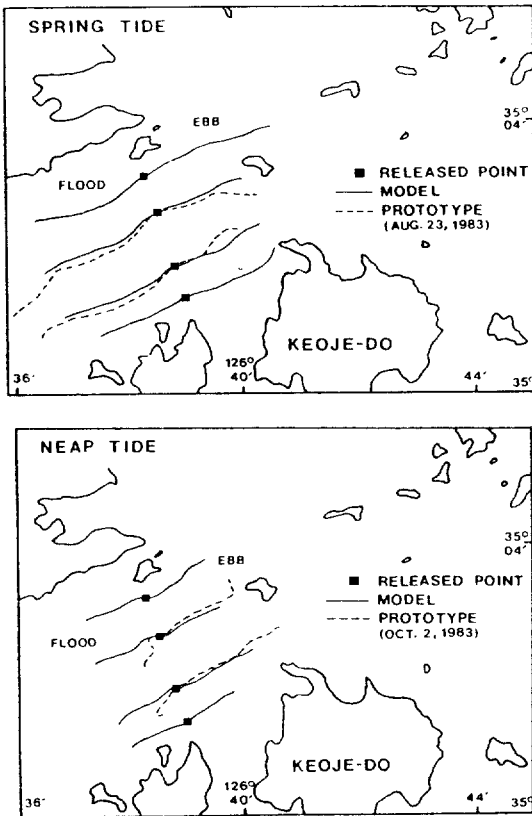 SPRING TIDE
35°
04'
EBB
FLOOD
RELEASED POINT
MODEL
PROTOTYPE
(AUG. 23, 1983)
KEOJE-DO
36'
126°
40'
44'
35°
NEAP TIDE
35°
04'
EBB
FLOOD
RELEASED POINT
MODEL
PROTOTYPE
(OCT. 2, 1983)
KEOJE-DO
36'
126°
40'
44'
35°